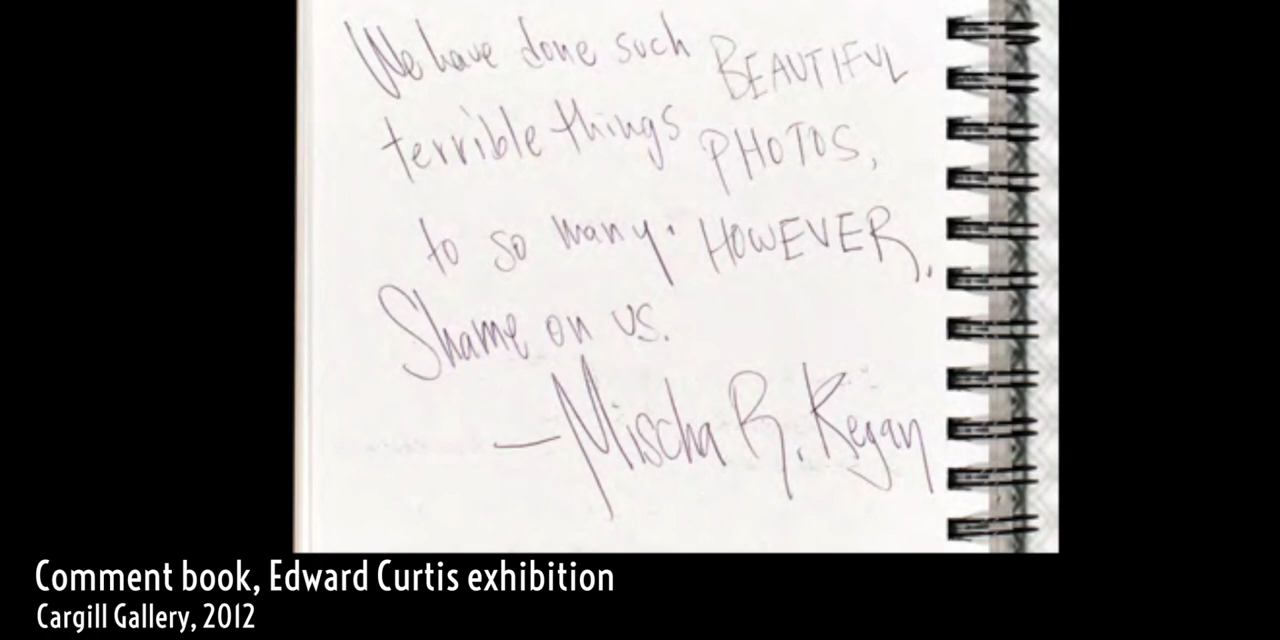 We have done such BEAUTIFUL
terrible things PHOTOS,
to so many. HOWEVER,
Shame on us.
—Mischa R. Kegan
Comment book, Edward Curtis exhibition
Cargill Gallery, 2012